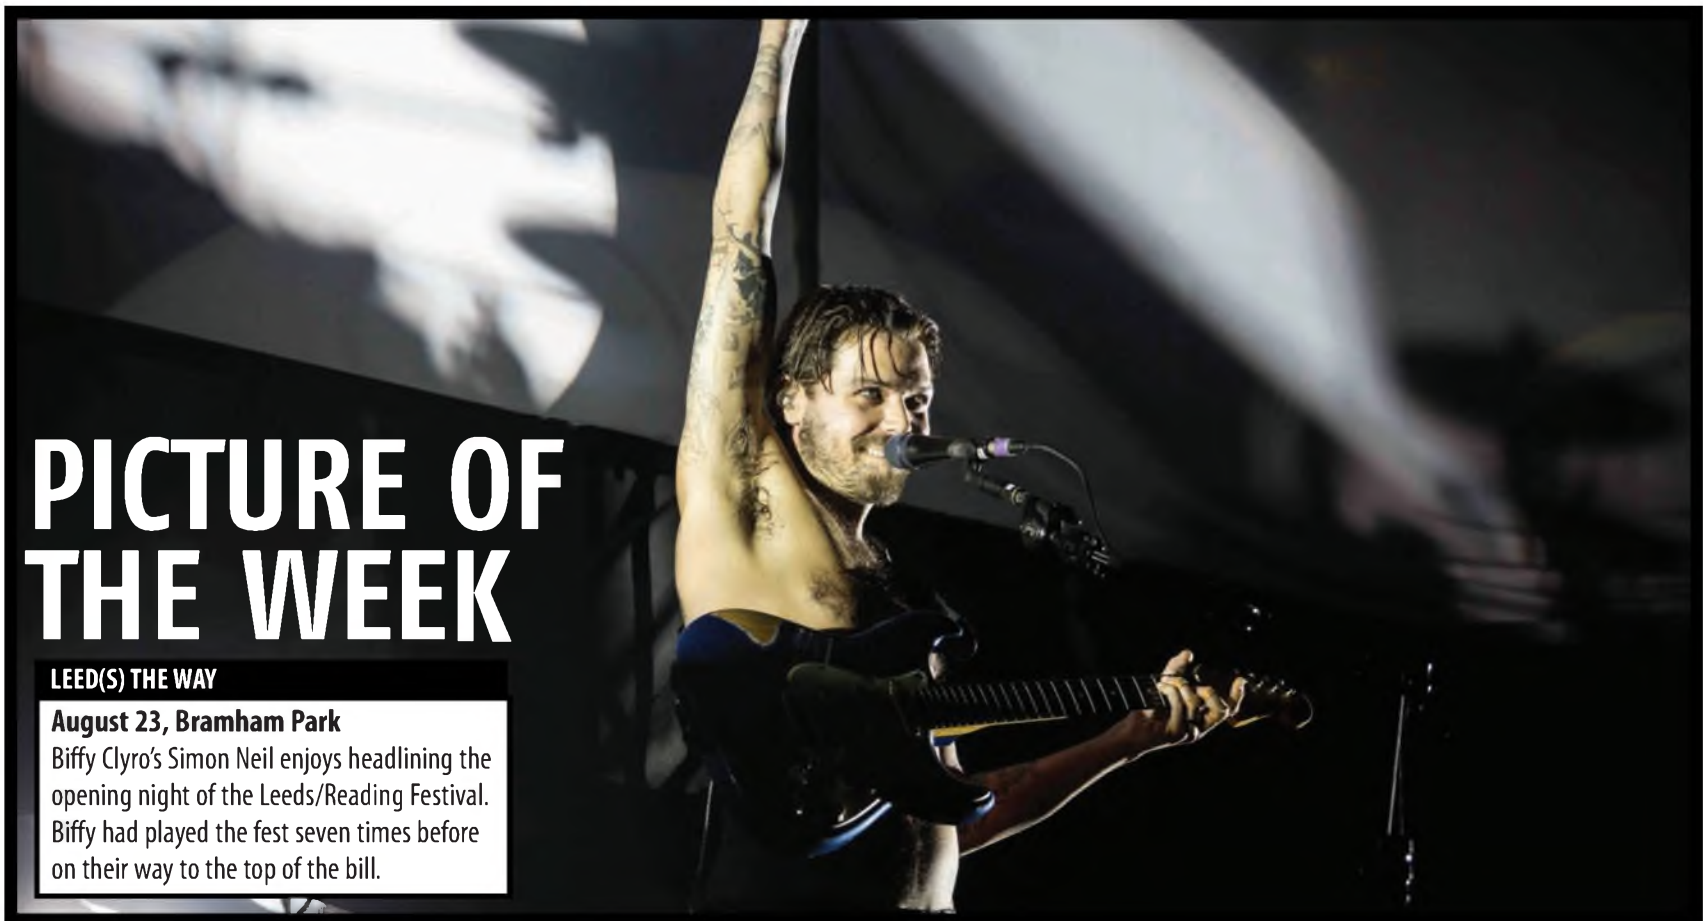 PICTURE OF
THE WEEK
LEED(S) THE WAY
August 23, Bramham Park
Biffy Clyro's Simon Neil enjoys headlining the
opening night of the Leeds/Reading Festival.
Biffy had played the fest seven times before
on their way to the top of the bill.